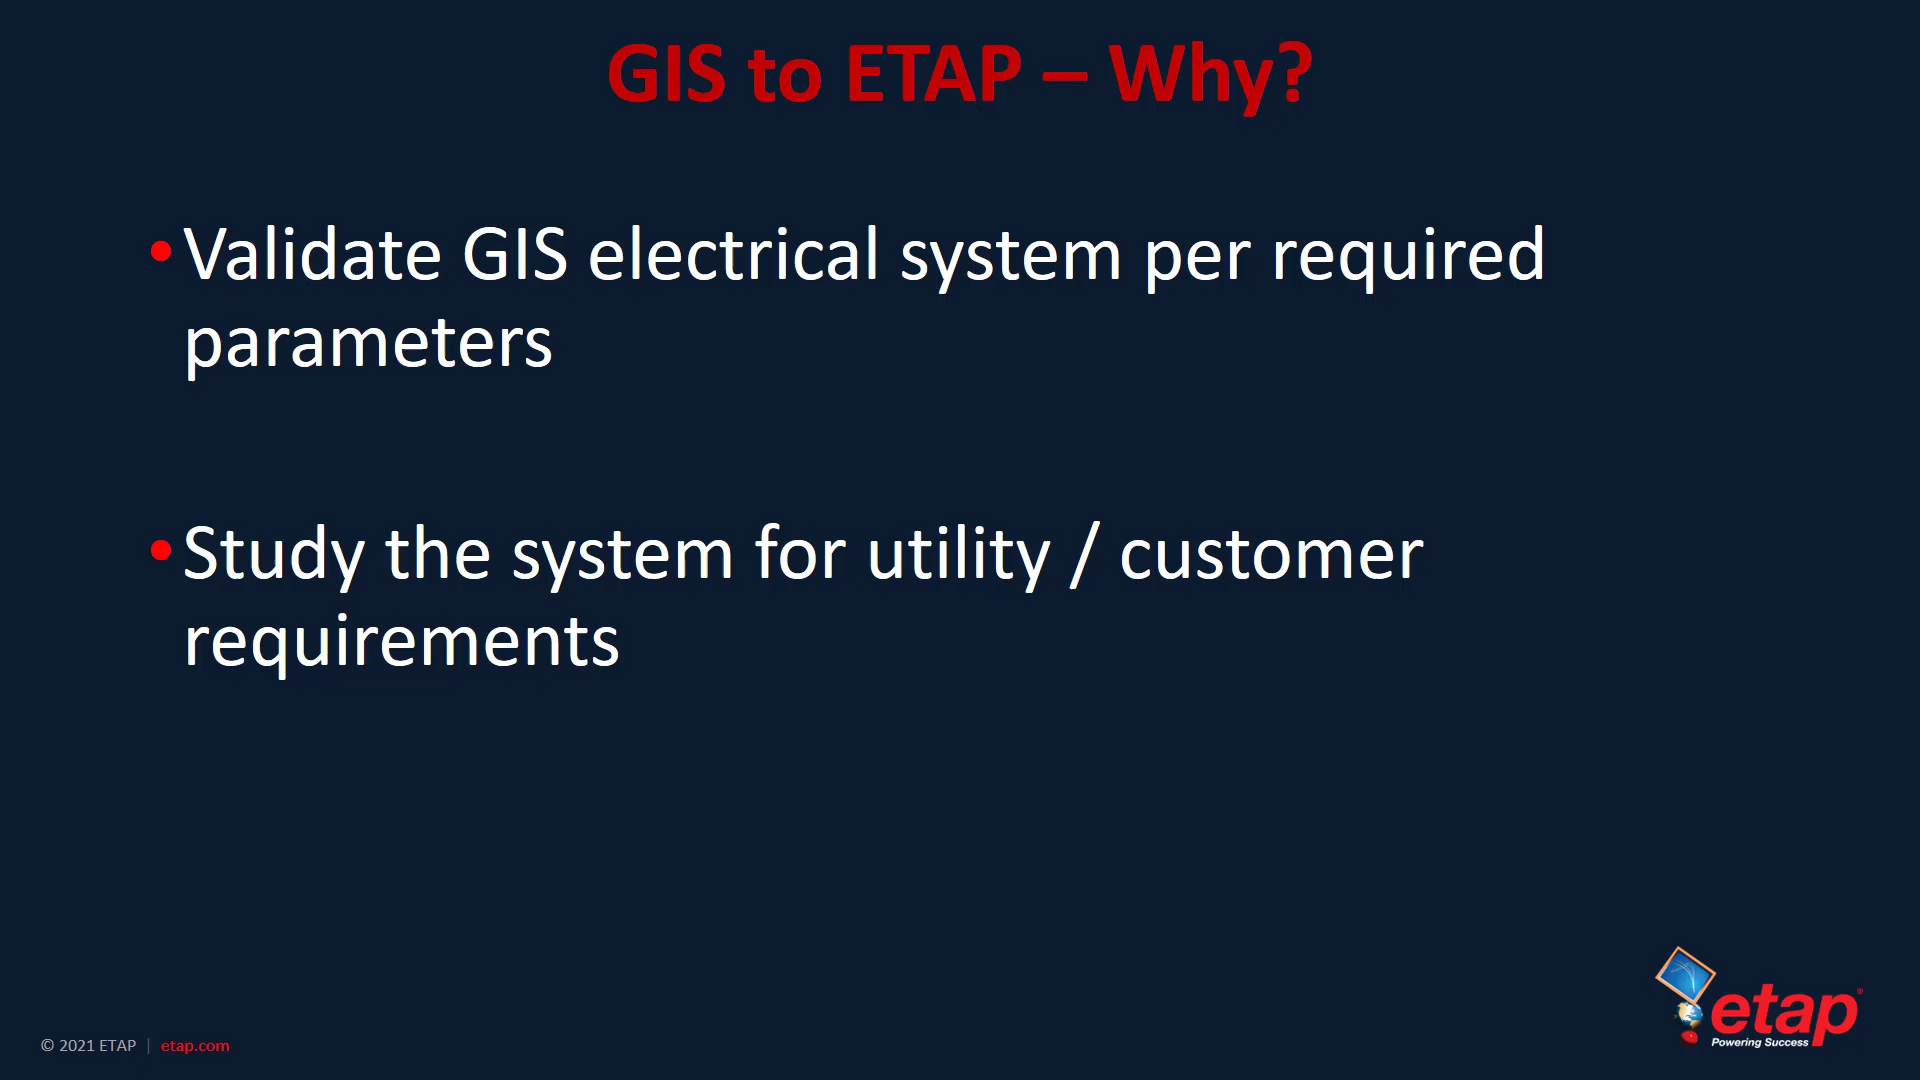 GIS to ETAP – Why?
•Validate GIS electrical system per required
parameters
•Study the system for utility / customer
requirements
etap®
Powering Success
© 2021 ETAP | etap.com